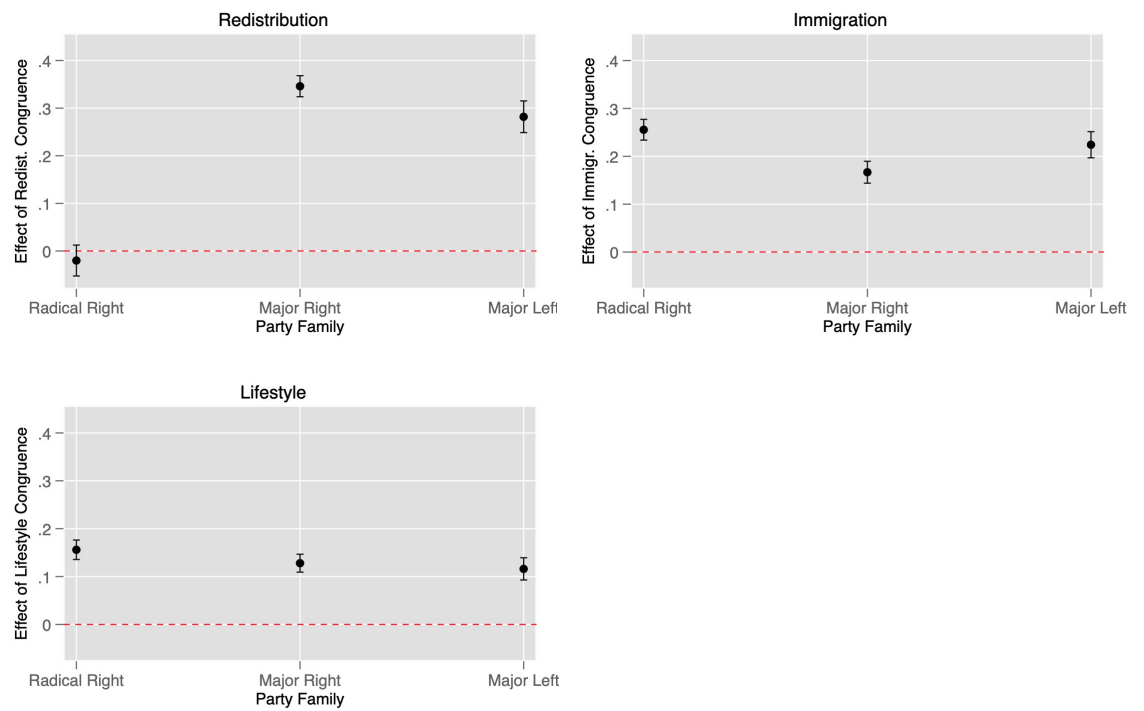 Redistribution
Effect of Redist. Congruence
.4
.3
.2
.1
0
Radical Right
Major Right
Major Left
Party Family
Immigration
Effect of Immigr. Congruence
.4
.3
.2
.1
0
Radical Right
Major Right
Major Left
Party Family
Lifestyle
Effect of Lifestyle Congruence
.4
.3
.2
.1
0
Radical Right
Major Right
Major Left
Party Family